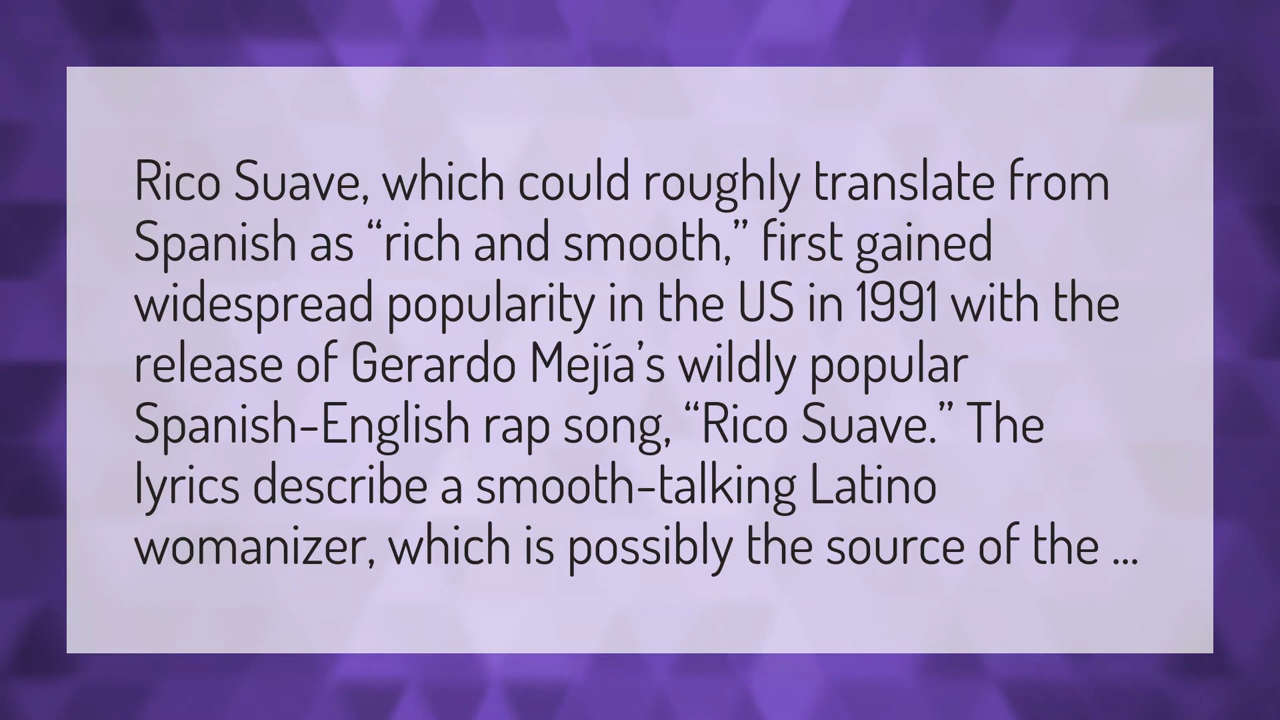 Rico Suave, which could roughly translate from
Spanish as “rich and smooth,” first gained
widespread popularity in the US in 1991 with the
release of Gerardo Mejía’s wildly popular
Spanish-English rap song, “Rico Suave.” The
lyrics describe a smooth-talking Latino
womanizer, which is possibly the source of the ...